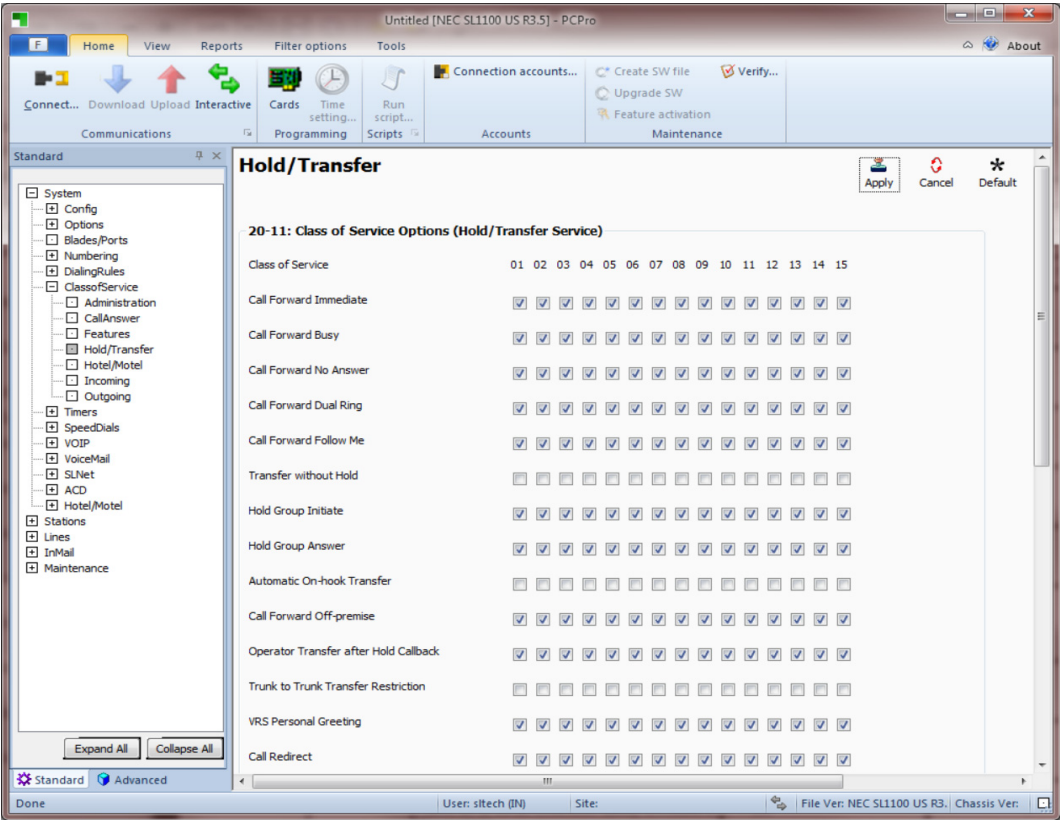 Untitled [NEC SL1100 US R3.5] - PCPro
F Home View Reports Filter options Tools About
Connect... Download Upload Interactive
Communications
Cards Time setting...
Programming
Run script...
Scripts
Connection accounts...
Accounts
Create SW file
Upgrade SW
Feature activation
Verify...
Maintenance
Standard
System
Config
Options
Blades/Ports
Numbering
DialingRules
ClassofService
Administration
CallAnswer
Features
Hold/Transfer
Hotel/Motel
Incoming
Outgoing
Timers
SpeedDials
VOIP
VoiceMail
SLNet
ACD
Hotel/Motel
Stations
Lines
InMail
Maintenance
Expand All Collapse All
Standard Advanced
Hold/Transfer
Apply Cancel Default
20-11: Class of Service Options (Hold/Transfer Service)
Class of Service 01 02 03 04 05 06 07 08 09 10 11 12 13 14 15
Call Forward Immediate
Call Forward Busy
Call Forward No Answer
Call Forward Dual Ring
Call Forward Follow Me
Transfer without Hold
Hold Group Initiate
Hold Group Answer
Automatic On-hook Transfer
Call Forward Off-premise
Operator Transfer after Hold Callback
Trunk to Trunk Transfer Restriction
VRS Personal Greeting
Call Redirect
Done User: sltech (IN) Site: File Ver: NEC SL1100 US R3. Chassis Ver: